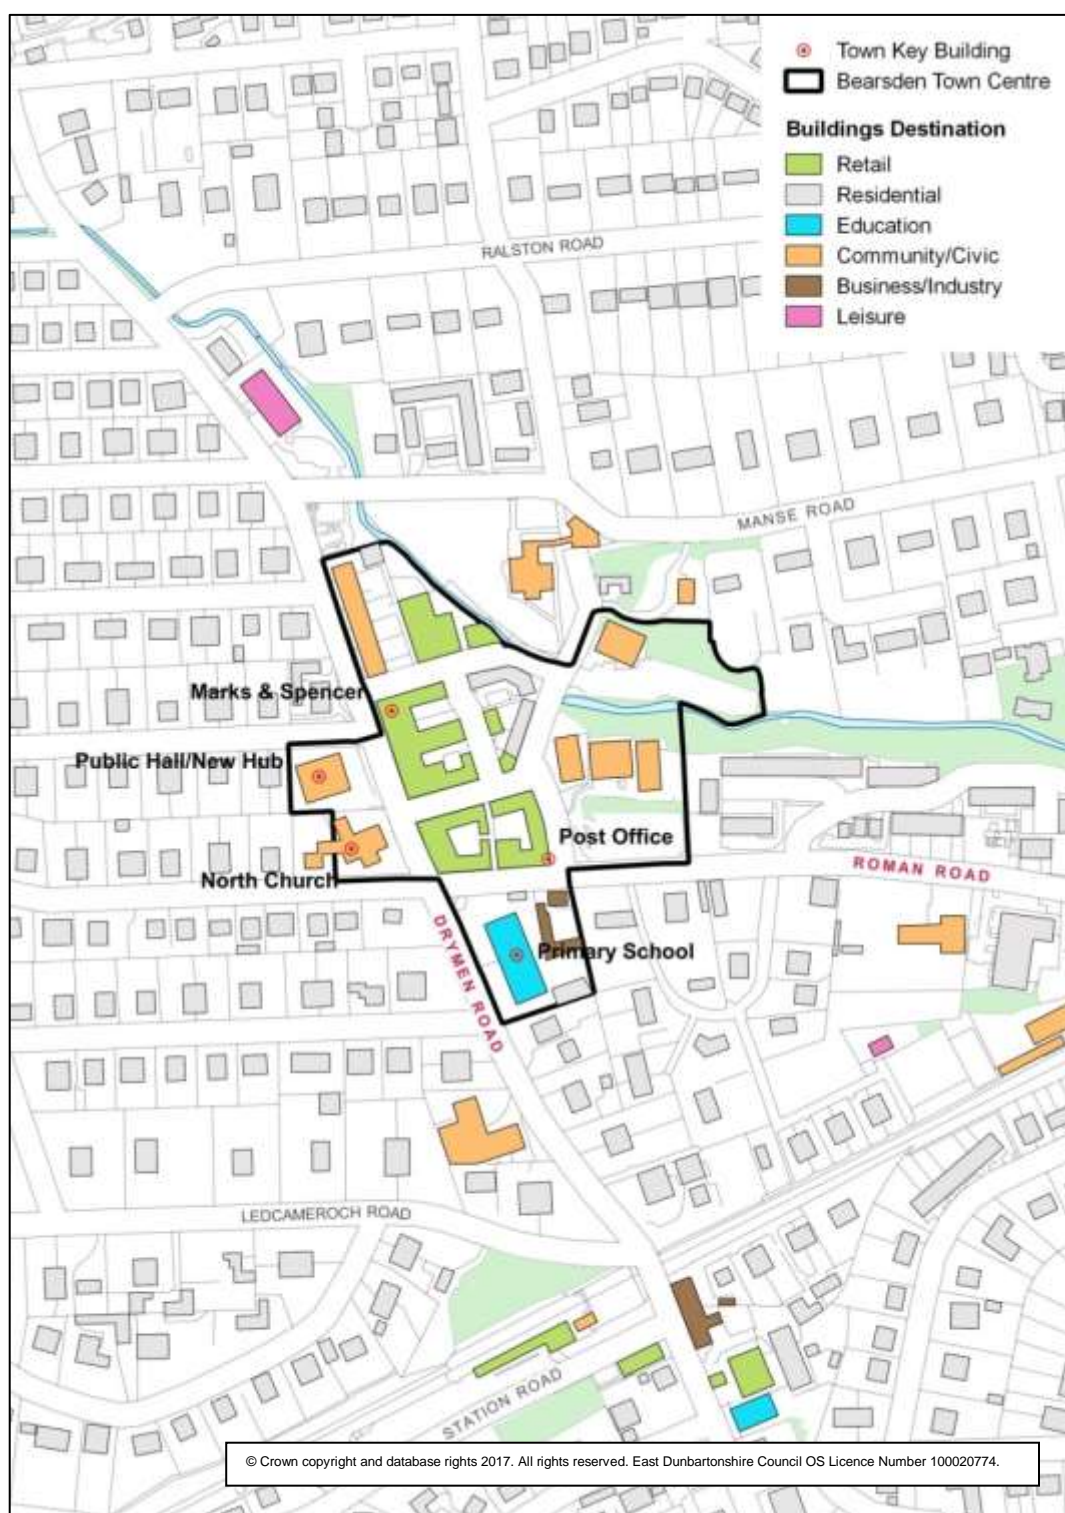 Town Key Building
Bearsden Town Centre
Buildings Destination
Retail
Residential
Education
Community/Civic
Business/Industry
Leisure
RALSTON ROAD
MANSE ROAD
Marks & Spencer
Public Hall/New Hub
Post Office
ROMAN ROAD
North Church
DRYMEN ROAD
Primary School
LEDCAMEROCH ROAD
STATION ROAD
© Crown copyright and database rights 2017. All rights reserved. East Dunbartonshire Council OS Licence Number 100020774.